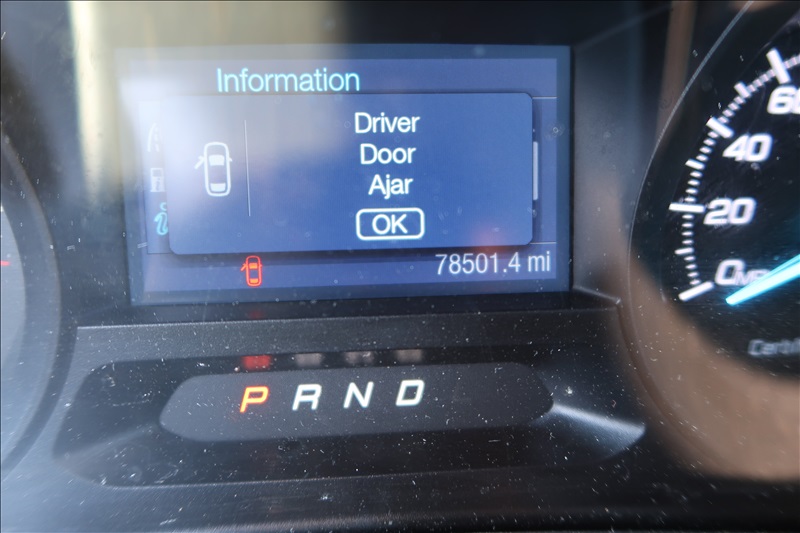 Information
Driver
Door
Ajar
OK
78501.4 mi
P R N D
60
40
20
0